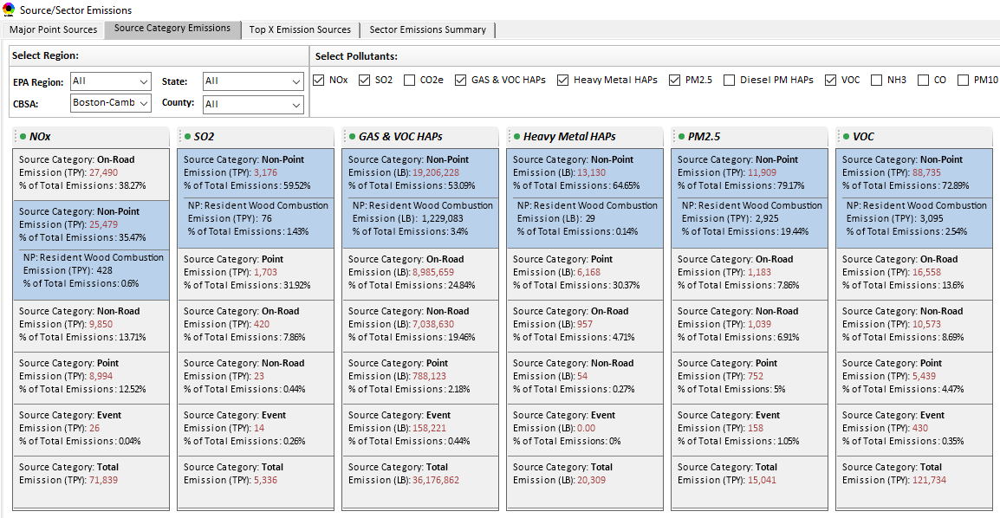 Source/Sector Emissions
Major Point Sources
Source Category Emissions
Top X Emission Sources
Sector Emissions Summary
Select Region:
EPA Region:
All
State:
All
CBSA:
Boston-Camb
County:
All
Select Pollutants:
NOx
SO2
CO2e
GAS & VOC HAPs
Heavy Metal HAPs
PM2.5
Diesel PM HAPs
VOC
NH3
CO
PM10
NOx
Source Category: On-Road
Emission (TPY): 27,490
% of Total Emissions: 38.27%
Source Category: Non-Point
Emission (TPY): 25,479
% of Total Emissions: 35.47%
NP: Resident Wood Combustion
Emission (TPY): 428
% of Total Emissions: 0.6%
Source Category: Non-Road
Emission (TPY): 9,850
% of Total Emissions: 13.71%
Source Category: Point
Emission (TPY): 8,994
% of Total Emissions: 12.52%
Source Category: Event
Emission (TPY): 26
% of Total Emissions: 0.04%
Source Category: Total
Emission (TPY): 71,839
SO2
Source Category: Non-Point
Emission (TPY): 3,176
% of Total Emissions: 59.52%
NP: Resident Wood Combustion
Emission (TPY): 76
% of Total Emissions: 1.43%
Source Category: Point
Emission (TPY): 1,703
% of Total Emissions: 31.92%
Source Category: On-Road
Emission (TPY): 420
% of Total Emissions: 7.86%
Source Category: Non-Road
Emission (TPY): 23
% of Total Emissions: 0.44%
Source Category: Event
Emission (TPY): 14
% of Total Emissions: 0.26%
Source Category: Total
Emission (TPY): 5,336
GAS & VOC HAPs
Source Category: Non-Point
Emission (LB): 19,206,228
% of Total Emissions: 53.09%
NP: Resident Wood Combustion
Emission (LB): 1,229,083
% of Total Emissions: 3.4%
Source Category: On-Road
Emission (LB): 8,985,659
% of Total Emissions: 24.84%
Source Category: Non-Road
Emission (LB): 7,038,630
% of Total Emissions: 19.46%
Source Category: Point
Emission (LB): 788,123
% of Total Emissions: 2.18%
Source Category: Event
Emission (LB): 158,221
% of Total Emissions: 0.44%
Source Category: Total
Emission (LB): 36,176,862
Heavy Metal HAPs
Source Category: Non-Point
Emission (LB): 13,130
% of Total Emissions: 64.65%
NP: Resident Wood Combustion
Emission (LB): 29
% of Total Emissions: 0.14%
Source Category: Point
Emission (LB): 6,168
% of Total Emissions: 30.37%
Source Category: On-Road
Emission (LB): 957
% of Total Emissions: 4.71%
Source Category: Non-Road
Emission (LB): 54
% of Total Emissions: 0.27%
Source Category: Event
Emission (LB): 0.00
% of Total Emissions: 0%
Source Category: Total
Emission (LB): 20,309
PM2.5
Source Category: Non-Point
Emission (TPY): 11,909
% of Total Emissions: 79.17%
NP: Resident Wood Combustion
Emission (TPY): 2,925
% of Total Emissions: 19.44%
Source Category: On-Road
Emission (TPY): 1,183
% of Total Emissions: 7.86%
Source Category: Non-Road
Emission (TPY): 1,039
% of Total Emissions: 6.91%
Source Category: Point
Emission (TPY): 752
% of Total Emissions: 5%
Source Category: Event
Emission (TPY): 158
% of Total Emissions: 1.05%
Source Category: Total
Emission (TPY): 15,041
VOC
Source Category: Non-Point
Emission (TPY): 88,735
% of Total Emissions: 72.89%
NP: Resident Wood Combustion
Emission (TPY): 3,095
% of Total Emissions: 2.54%
Source Category: On-Road
Emission (TPY): 16,558
% of Total Emissions: 13.6%
Source Category: Non-Road
Emission (TPY): 10,573
% of Total Emissions: 8.69%
Source Category: Point
Emission (TPY): 5,439
% of Total Emissions: 4.47%
Source Category: Event
Emission (TPY): 430
% of Total Emissions: 0.35%
Source Category: Total
Emission (TPY): 121,734